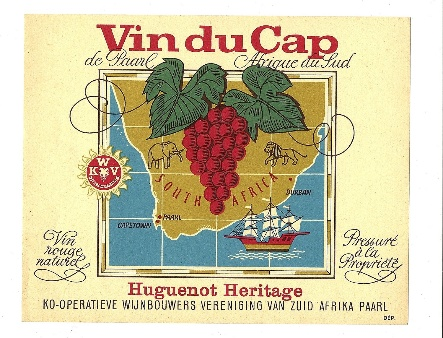 Vin du Cap
de Paarl Afrique du Sud
KWV
SOUTH AFRICA
DURBAN
CAPETOWN
PAARL
Vin
rouge
naturel
Pressuré
à la
Propriété
Huguenot Heritage
KO-OPERATIEVE WIJNBOUWERS VERENIGING VAN ZUID AFRIKA PAARL
DEP.